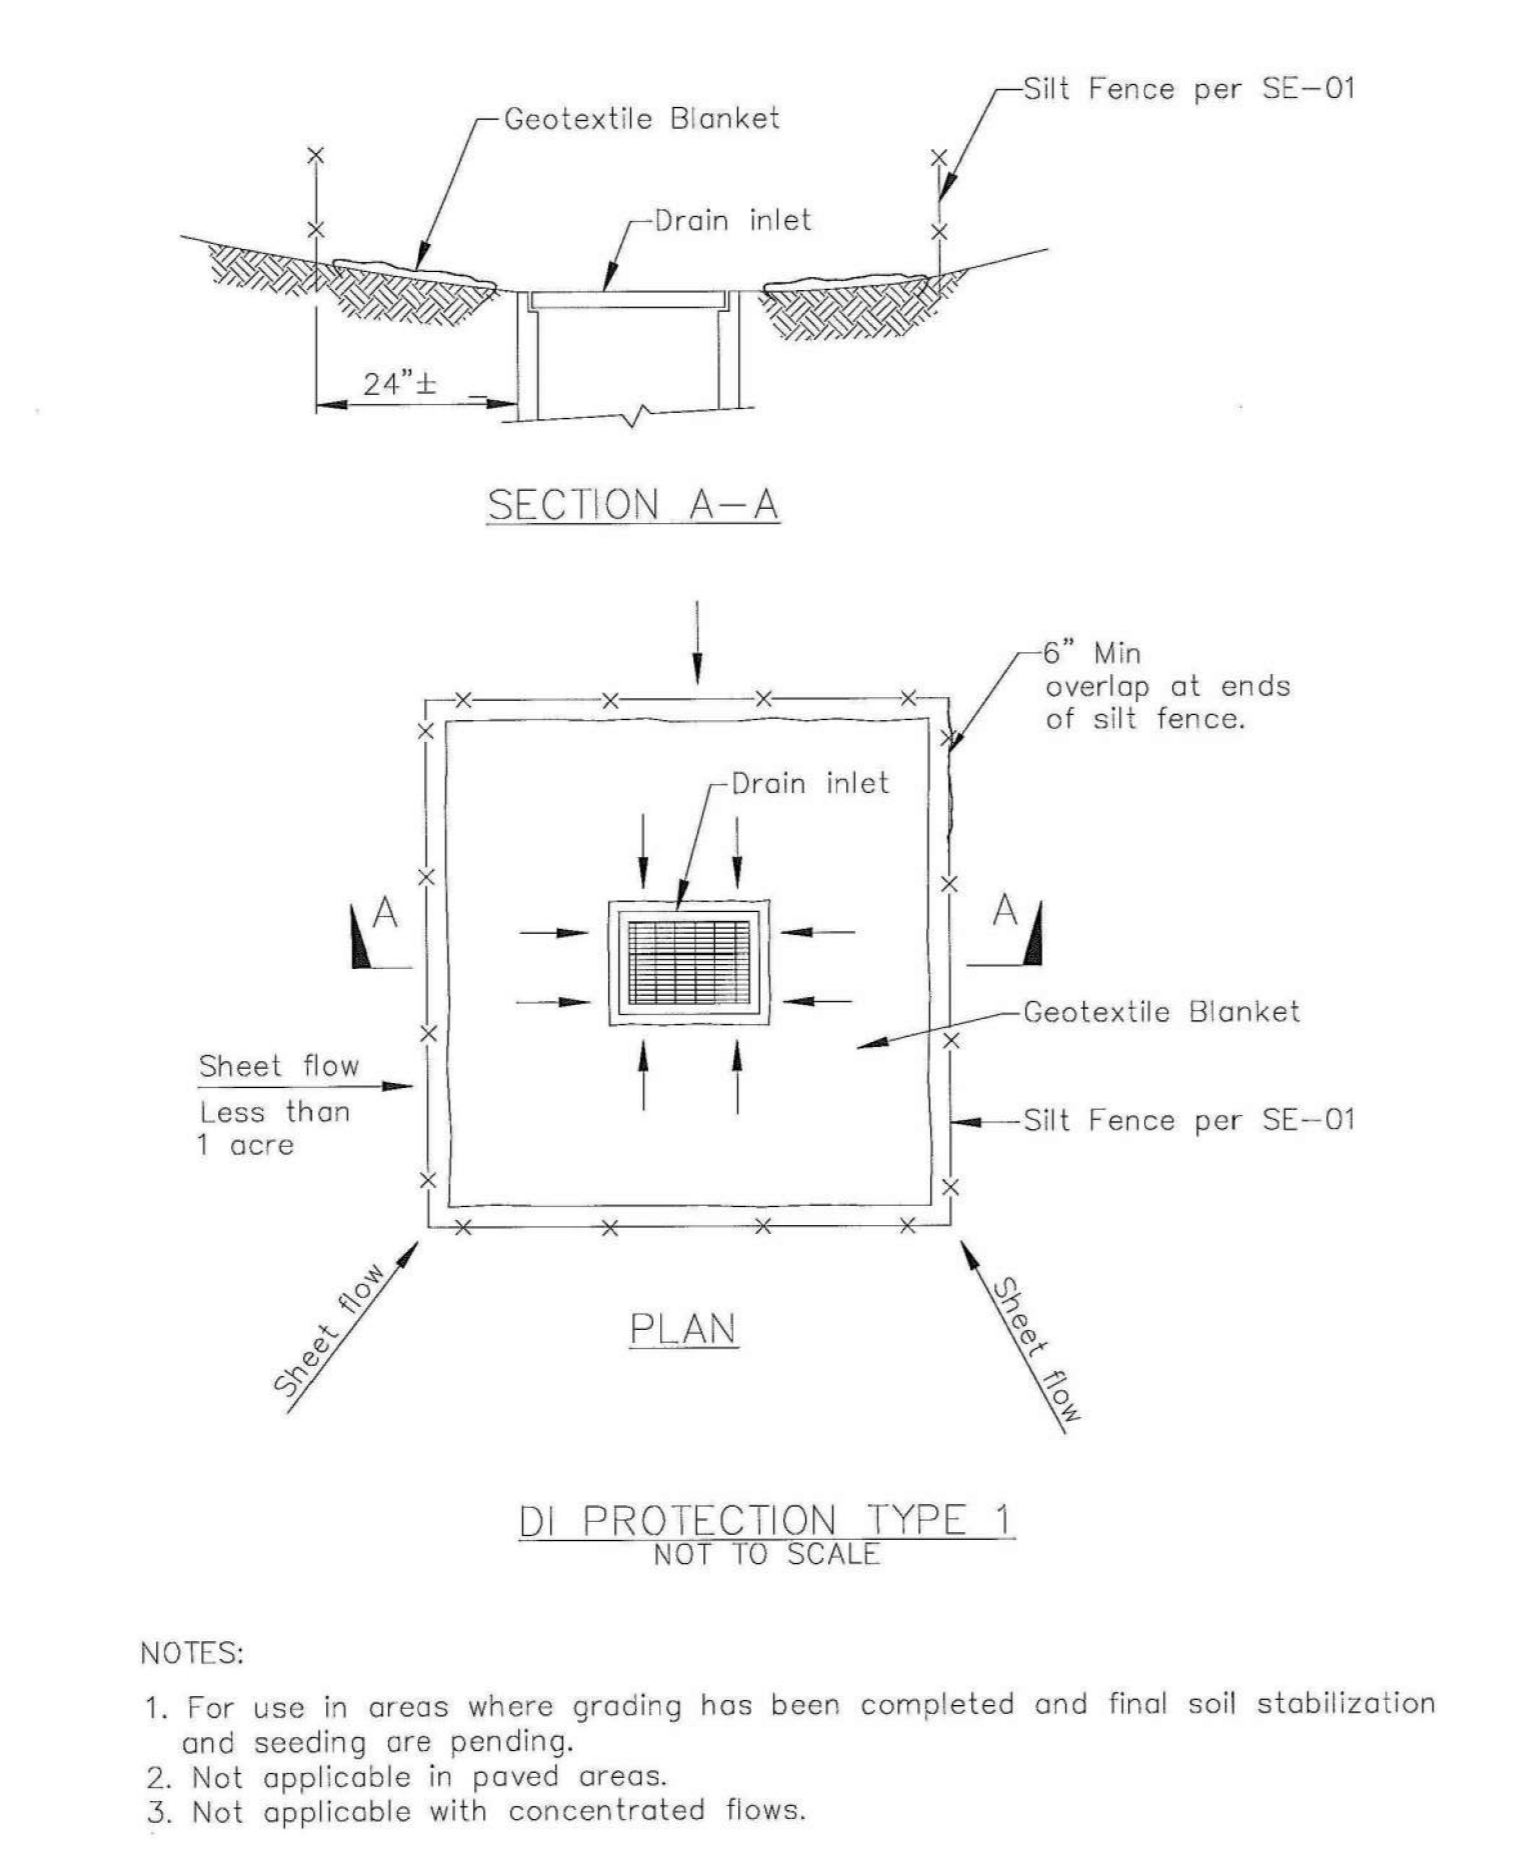 Silt Fence per SE-01
Geotextile Blanket
Drain inlet
24"±
SECTION A-A
6" Min
overlap at ends
of silt fence.
Drain inlet
A
A
Geotextile Blanket
Sheet flow
Less than
1 acre
Silt Fence per SE-01
Sheet flow
Sheet flow
PLAN
DI PROTECTION TYPE 1
NOT TO SCALE
NOTES:
1. For use in areas where grading has been completed and final soil stabilization
and seeding are pending.
2. Not applicable in paved areas.
3. Not applicable with concentrated flows.